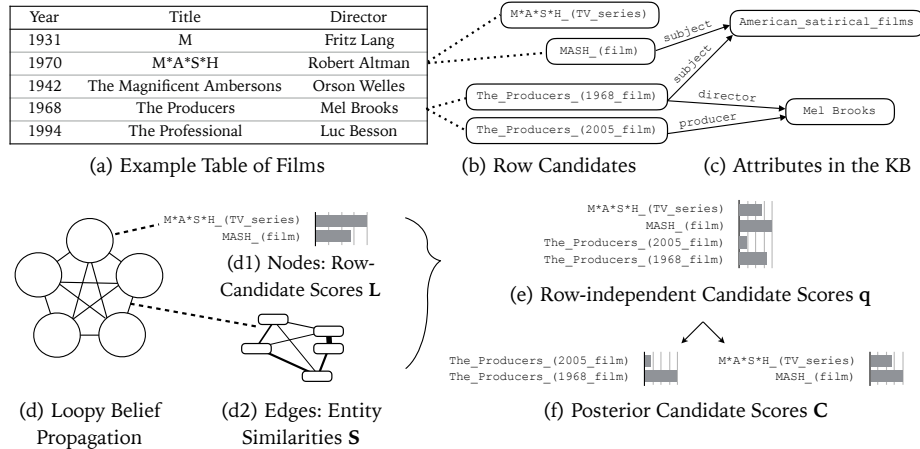 Year Title Director
1931 M Fritz Lang
1970 M*A*S*H Robert Altman
1942 The Magnificent Ambersons Orson Welles
1968 The Producers Mel Brooks
1994 The Professional Luc Besson
(a) Example Table of Films
M*A*S*H_(TV_series)
MASH_(film)
The_Producers_(1968_film)
The_Producers_(2005_film)
(b) Row Candidates
subject
subject
director
producer
American_satirical_films
Mel Brooks
(c) Attributes in the KB
(d) Loopy Belief
Propagation
M*A*S*H_(TV_series)
MASH_(film)
(d1) Nodes: Row-
Candidate Scores L
(d2) Edges: Entity
Similarities S
M*A*S*H_(TV_series)
MASH_(film)
The_Producers_(2005_film)
The_Producers_(1968_film)
(e) Row-independent Candidate Scores q
The_Producers_(2005_film)
The_Producers_(1968_film)
M*A*S*H_(TV_series)
MASH_(film)
(f) Posterior Candidate Scores C